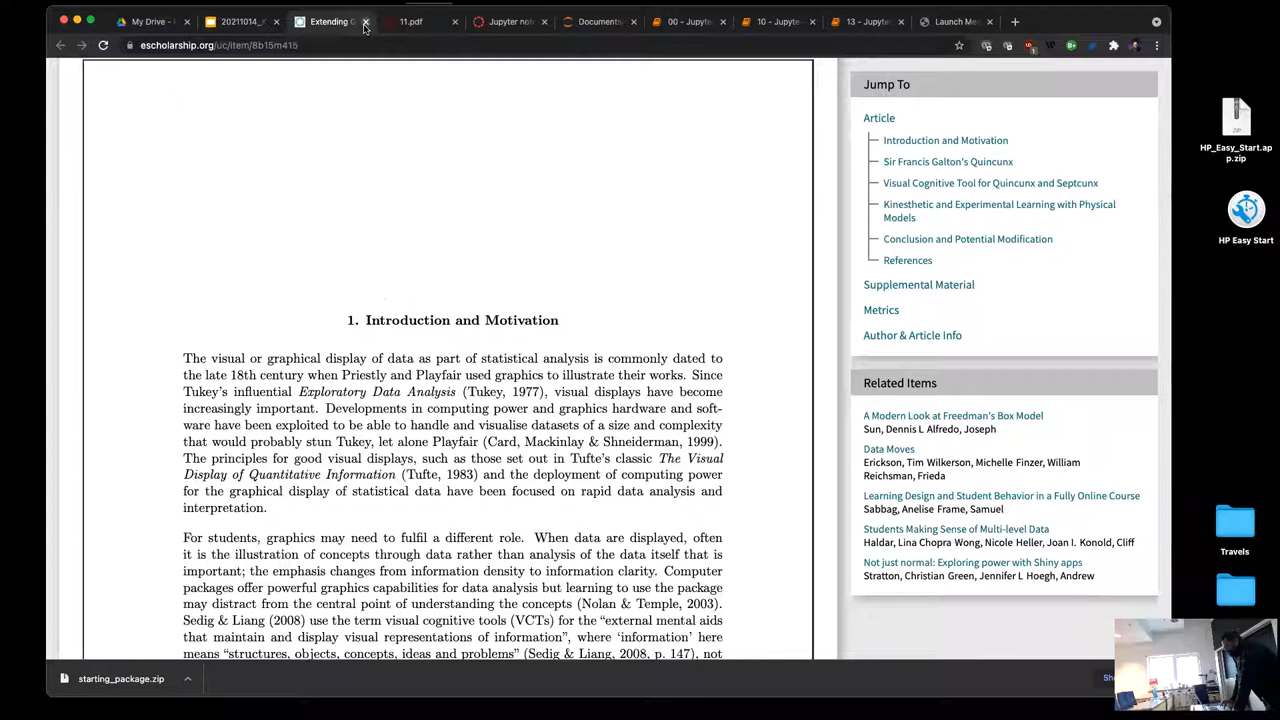 My Drive -
20211014_
Extending G
11.pdf
Jupyter not
Documents/
00 - Jupyte
10 - Jupyte
13 - Jupyte
Launch Me
escholarship.org/uc/item/8b15m415
1. Introduction and Motivation
The visual or graphical display of data as part of statistical analysis is commonly dated to
the late 18th century when Priestly and Playfair used graphics to illustrate their works. Since
Tukey's influential Exploratory Data Analysis (Tukey, 1977), visual displays have become
increasingly important. Developments in computing power and graphics hardware and soft-
ware have been exploited to be able to handle and visualise datasets of a size and complexity
that would probably stun Tukey, let alone Playfair (Card, Mackinlay & Shneiderman, 1999).
The principles for good visual displays, such as those set out in Tufte's classic The Visual
Display of Quantitative Information (Tufte, 1983) and the deployment of computing power
for the graphical display of statistical data have been focused on rapid data analysis and
interpretation.
For students, graphics may need to fulfil a different role. When data are displayed, often
it is the illustration of concepts through data rather than analysis of the data itself that is
important; the emphasis changes from information density to information clarity. Computer
packages offer powerful graphics capabilities for data analysis but learning to use the package
may distract from the central point of understanding the concepts (Nolan & Temple, 2003).
Sedig & Liang (2008) use the term visual cognitive tools (VCTs) for the "external mental aids
that maintain and display visual representations of information", where 'information' here
means "structures, objects, concepts, ideas and problems" (Sedig & Liang, 2008, p. 147), not
Jump To
Article
Introduction and Motivation
Sir Francis Galton's Quincunx
Visual Cognitive Tool for Quincunx and Septcunx
Kinesthetic and Experimental Learning with Physical
Models
Conclusion and Potential Modification
References
Supplemental Material
Metrics
Author & Article Info
Related Items
A Modern Look at Freedman's Box Model
Sun, Dennis L Alfredo, Joseph
Data Moves
Erickson, Tim Wilkerson, Michelle Finzer, William
Reichsman, Frieda
Learning Design and Student Behavior in a Fully Online Course
Sabbag, Anelise Frame, Samuel
Students Making Sense of Multi-level Data
Haldar, Lina Chopra Wong, Nicole Heller, Joan I. Konold, Cliff
Not just normal: Exploring power with Shiny apps
Stratton, Christian Green, Jennifer L Hoegh, Andrew
ZIP
HP_Easy_Start.ap
p.zip
HP Easy Start
Travels
starting_package.zip